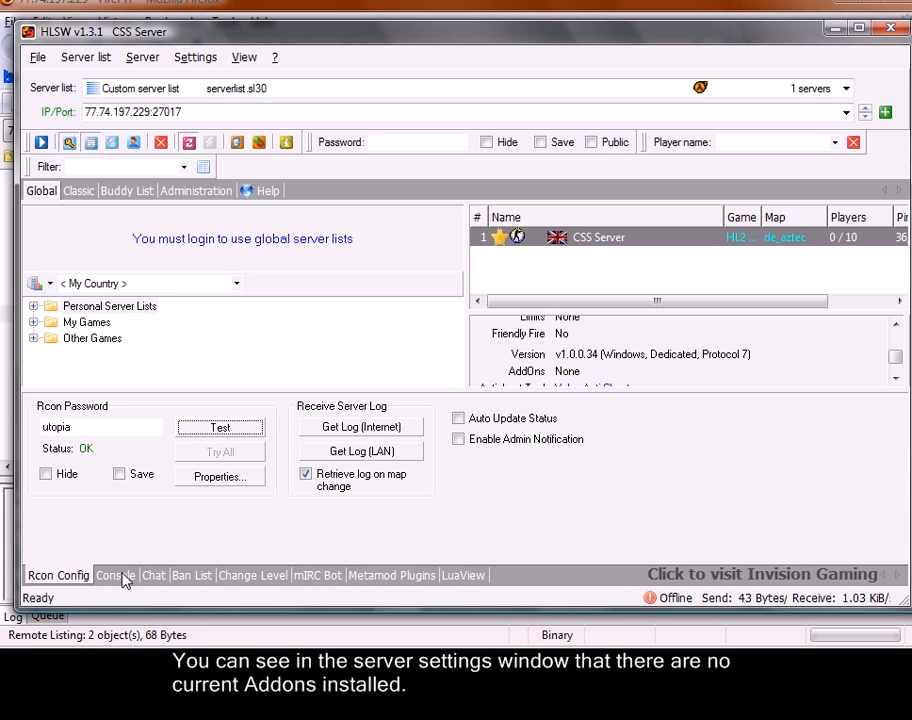 HLSW v1.3.1   CSS Server
File   Server list   Server   Settings   View   Help
Server list:   Custom server list   serverlist.sl30   1 servers
IP/Port:   77.74.197.229:27017
Password:   Hide   Save   Public   Player name:
Filter:
Global   Classic   Buddy List   Administration   Help
You must login to use global server lists
< My Country >
Personal Server Lists
My Games
Other Games
#   Name   Game   Map   Players
1   CSS Server   HL2 ...   de_aztec   0 / 10   36
Limits   None
Friendly Fire   No
Version   v1.0.0.34 (Windows, Dedicated, Protocol 7)
AddOns   None
Rcon Password
utopia   Test
Status:   OK   Try All
Hide   Save   Properties...
Receive Server Log
Get Log (Internet)
Get Log (LAN)
Retrieve log on map
change
Auto Update Status
Enable Admin Notification
Rcon Config   Console   Chat   Ban List   Change Level   mIRC Bot   Metamod Plugins   LuaView   Click to visit Invision Gaming
Ready   Offline   Send: 43 Bytes/   Receive: 1.03 KiB/
Log   Queue
Remote Listing: 2 object(s), 68 Bytes   Binary
You can see in the server settings window that there are no
current Addons installed.